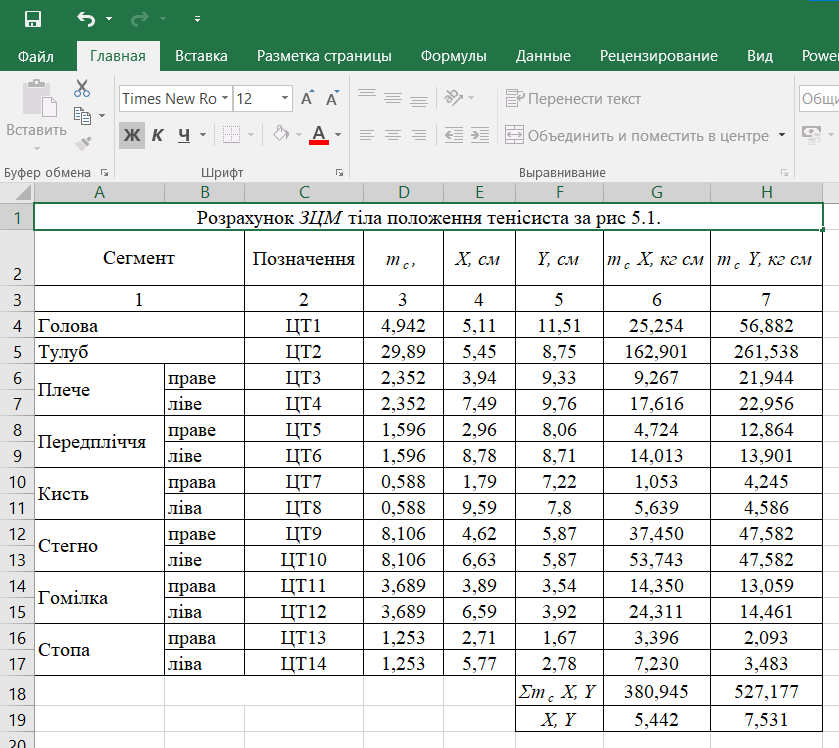 Файл Главная Вставка Разметка страницы Формулы Данные Рецензирование Вид Power
Times New Ro 12 А А Перенести текст
Вставить Ж К Ч А Объединить и поместить в центре
Буфер обмена Шрифт Выравнивание
A B C D E F G H
1 Розрахунок ЗЦМ тіла положення тенісиста за рис 5.1.
2 Сегмент Позначення m c , X, см Y, см m c X, кг см m c Y, кг см
3 1 2 3 4 5 6 7
4 Голова ЦТ1 4,942 5,11 11,51 25,254 56,882
5 Тулуб ЦТ2 29,89 5,45 8,75 162,901 261,538
6 Плече праве ЦТ3 2,352 3,94 9,33 9,267 21,944
7 ліве ЦТ4 2,352 7,49 9,76 17,616 22,956
8 Передпліччя праве ЦТ5 1,596 2,96 8,06 4,724 12,864
9 ліве ЦТ6 1,596 8,78 8,71 14,013 13,901
10 Кисть права ЦТ7 0,588 1,79 7,22 1,053 4,245
11 ліва ЦТ8 0,588 9,59 7,8 5,639 4,586
12 Стегно праве ЦТ9 8,106 4,62 5,87 37,450 47,582
13 ліве ЦТ10 8,106 6,63 5,87 53,743 47,582
14 Гомілка права ЦТ11 3,689 3,89 3,54 14,350 13,059
15 ліва ЦТ12 3,689 6,59 3,92 24,311 14,461
16 Стопа права ЦТ13 1,253 2,71 1,67 3,396 2,093
17 ліва ЦТ14 1,253 5,77 2,78 7,230 3,483
18 Σm c X, Y 380,945 527,177
19 X, Y 5,442 7,531
20